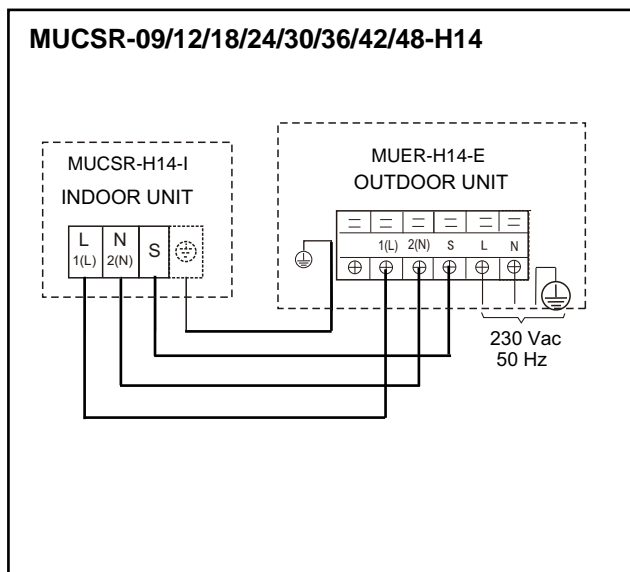 MUCSR-09/12/18/24/30/36/42/48-H14
MUCSR-H14-I
INDOOR UNIT
L N S
1(L) 2(N)
MUER-H14-E
OUTDOOR UNIT
1(L) 2(N) S L N
230 Vac
50 Hz